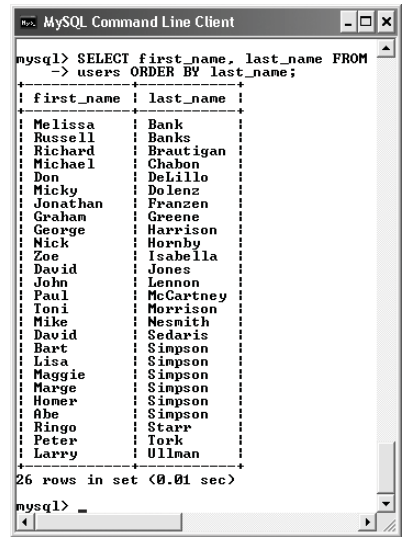 MySQL Command Line Client
mysql> SELECT first_name, last_name FROM
-> users ORDER BY last_name;
+------------+-----------+
| first_name | last_name |
+------------+-----------+
| Melissa | Bank |
| Russell | Banks |
| Richard | Brautigan |
| Michael | Chabon |
| Don | DeLillo |
| Micky | Dolenz |
| Jonathan | Franzen |
| Graham | Greene |
| George | Harrison |
| Nick | Hornby |
| Zoe | Isabella |
| David | Jones |
| John | Lennon |
| Paul | McCartney |
| Toni | Morrison |
| Mike | Nesmith |
| David | Sedaris |
| Bart | Simpson |
| Lisa | Simpson |
| Maggie | Simpson |
| Marge | Simpson |
| Homer | Simpson |
| Abe | Simpson |
| Ringo | Starr |
| Peter | Tork |
| Larry | Ullman |
+------------+-----------+
26 rows in set (0.01 sec)
mysql> _